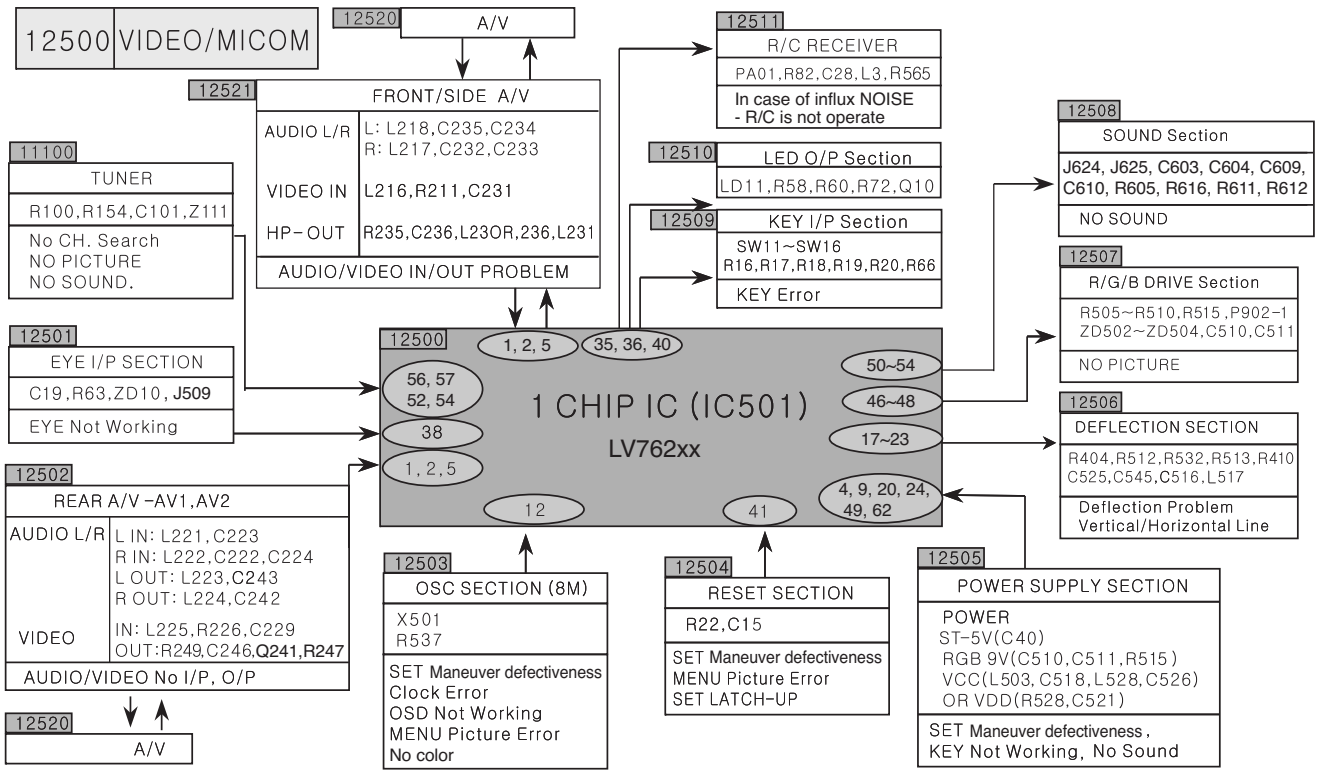 12500 VIDEO/MICOM
12520
A/V
12521
FRONT/SIDE A/V
AUDIO L/R
L: L218,C235,C234
R: L217,C232,C233
VIDEO IN
L216,R211,C231
HP-OUT
R235,C236,L23OR,236,L231
AUDIO/VIDEO IN/OUT PROBLEM
11100
TUNER
R100,R154,C101,Z111
No CH. Search
NO PICTURE
NO SOUND.
12501
EYE I/P SECTION
C19,R63,ZD10, J509
EYE Not Working
12502
REAR A/V -AV1,AV2
AUDIO L/R
L IN: L221,C223
R IN: L222,C222,C224
L OUT: L223,C243
R OUT: L224,C242
VIDEO
IN: L225,R226,C229
OUT:R249,C246,Q241,R247
AUDIO/VIDEO No I/P, O/P
12520
A/V
12511
R/C RECEIVER
PA01,R82,C28,L3,R565
In case of influx NOISE
- R/C is not operate
12510
LED O/P Section
LD11,R58,R60,R72,Q10
12509
KEY I/P Section
SW11~SW16
R16,R17,R18,R19,R20,R66
KEY Error
12508
SOUND Section
J624, J625, C603, C604, C609,
C610, R605, R616, R611, R612
NO SOUND
12507
R/G/B DRIVE Section
R505~R510,R515,P902-1
ZD502~ZD504,C510,C511
NO PICTURE
12506
DEFLECTION SECTION
R404,R512,R532,R513,R410
C525,C545,C516,L517
Deflection Problem
Vertical/Horizontal Line
12500
1, 2, 5
35, 36, 40
56, 57
52, 54
38
1, 2, 5
12
41
50~54
46~48
17~23
4, 9, 20, 24,
49, 62
1 CHIP IC (IC501)
LV762xx
12503
OSC SECTION (8M)
X501
R537
SET Maneuver defectiveness
Clock Error
OSD Not Working
MENU Picture Error
No color
12504
RESET SECTION
R22,C15
SET Maneuver defectiveness
MENU Picture Error
SET LATCH-UP
12505
POWER SUPPLY SECTION
POWER
ST-5V(C40)
RGB 9V(C510,C511,R515)
VCC(L503,C518,L528,C526)
OR VDD(R528,C521)
SET Maneuver defectiveness,
KEY Not Working, No Sound